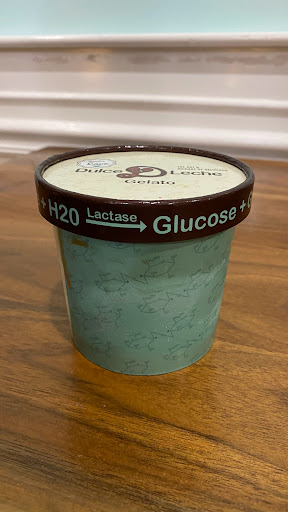 Dulce D Leche
Gelato
+ H20 Lactase Glucose +